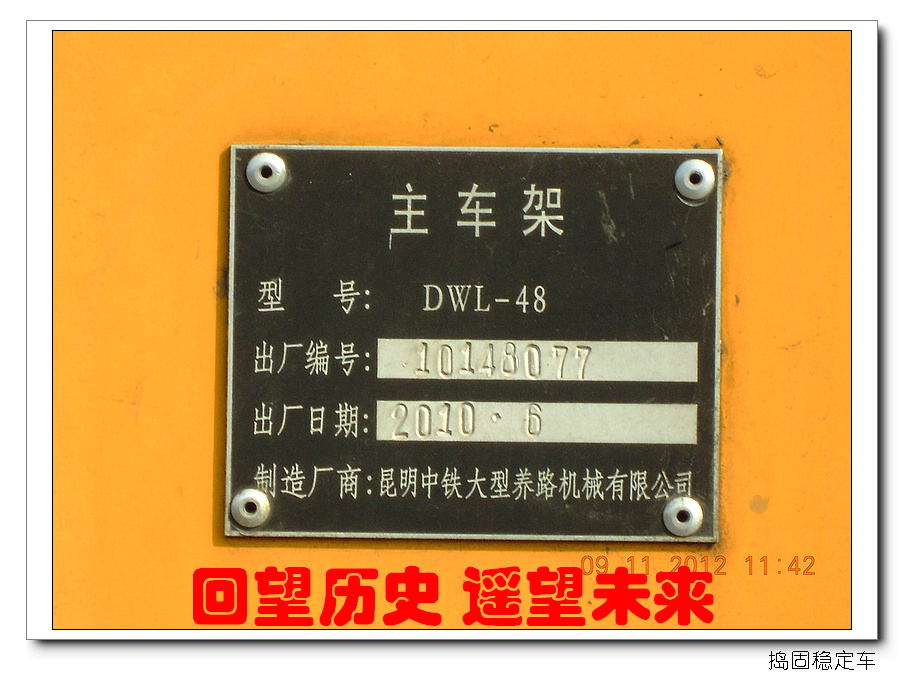 主车架
型 号: DWL-48
出厂编号: 10148077
出厂日期: 2010·6
制造厂商:昆明中铁大型养路机械有限公司
09 11 2012 11:42
回望历史 遥望未来
捣固稳定车